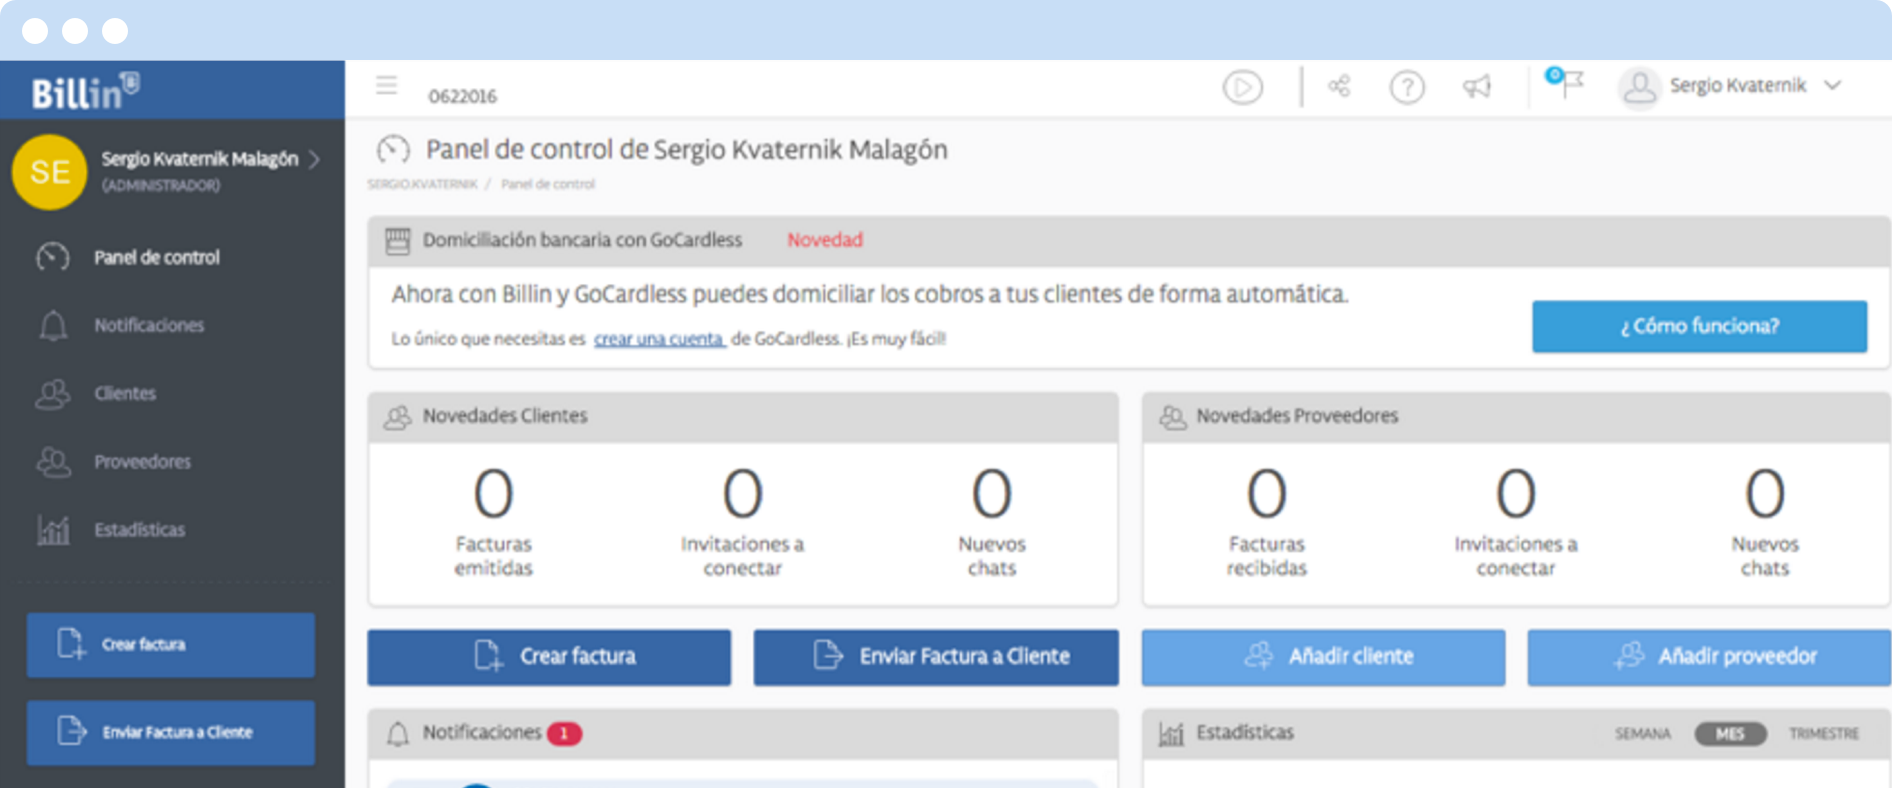 Billin B
0622016
0
Sergio Kvaternik
SE
Sergio Kvaternik Malagón
(ADMINISTRADOR)
Panel de control
Notificaciones
Clientes
Proveedores
Estadísticas
Crear factura
Enviar Factura a Cliente
Panel de control de Sergio Kvaternik Malagón
SERGIO.KVATERNIK / Panel de control
Domiciliación bancaria con GoCardless Novedad
Ahora con Billin y GoCardless puedes domiciliar los cobros a tus clientes de forma automática.
Lo único que necesitas es crear una cuenta de GoCardless. ¡Es muy fácil!
¿Cómo funciona?
Novedades Clientes
0 0 0
Facturas emitidas
Invitaciones a conectar
Nuevos chats
Novedades Proveedores
0 0 0
Facturas recibidas
Invitaciones a conectar
Nuevos chats
Crear factura
Enviar Factura a Cliente
Añadir cliente
Añadir proveedor
Notificaciones 1
Estadísticas
SEMANA MES TRIMESTRE